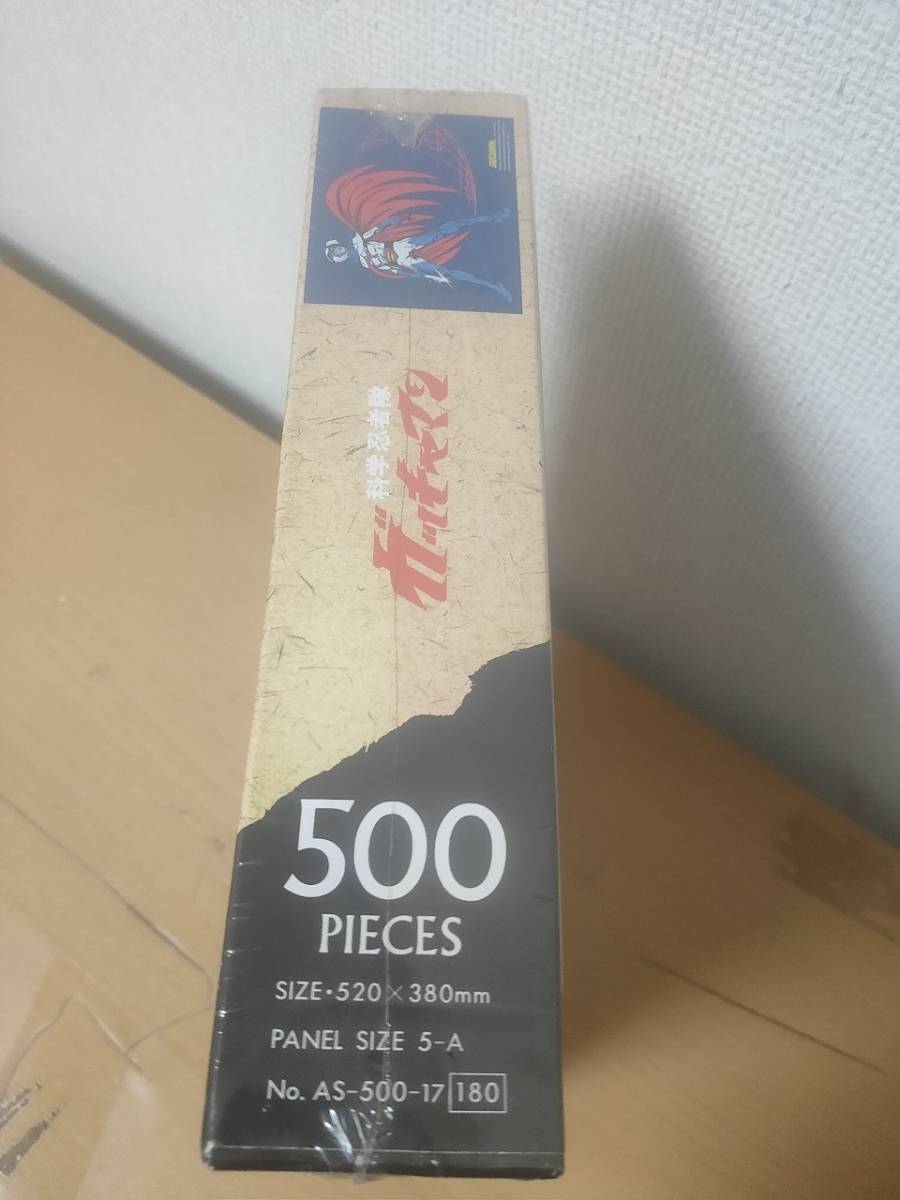 科学忍者隊
ガッチャマン
500
PIECES
SIZE・520×380mm
PANEL SIZE 5-A
No. AS-500-17 180